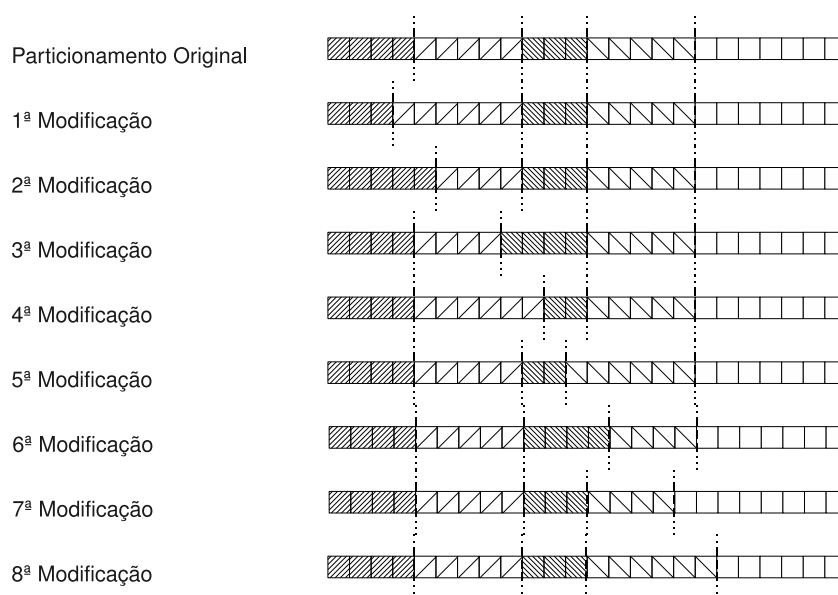 Particionamento Original
1ª Modificação
2ª Modificação
3ª Modificação
4ª Modificação
5ª Modificação
6ª Modificação
7ª Modificação
8ª Modificação